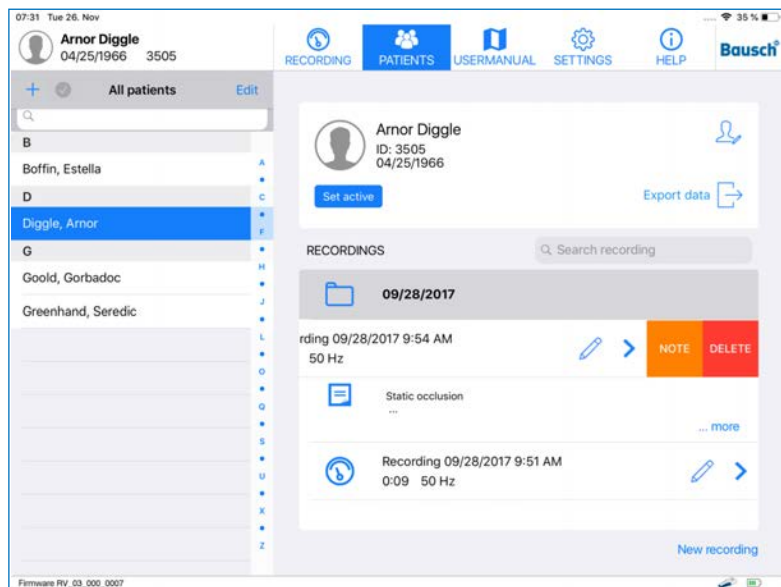 07:31 Tue 26. Nov
35 %
Arnor Diggle
04/25/1966 3505
RECORDING
PATIENTS
USERMANUAL
SETTINGS
HELP
Bausch
All patients
Edit
B
Boffin, Estella
D
Diggle, Arnor
G
Goold, Gorbadoc
Greenhand, Seredic
A
C
F
H
J
L
O
Q
S
U
X
Z
Arnor Diggle
ID: 3505
04/25/1966
Set active
Export data
RECORDINGS
Search recording
09/28/2017
rding 09/28/2017 9:54 AM
50 Hz
NOTE
DELETE
Static occlusion
...
... more
Recording 09/28/2017 9:51 AM
0:09 50 Hz
New recording
Firmware RV_03_000_0007